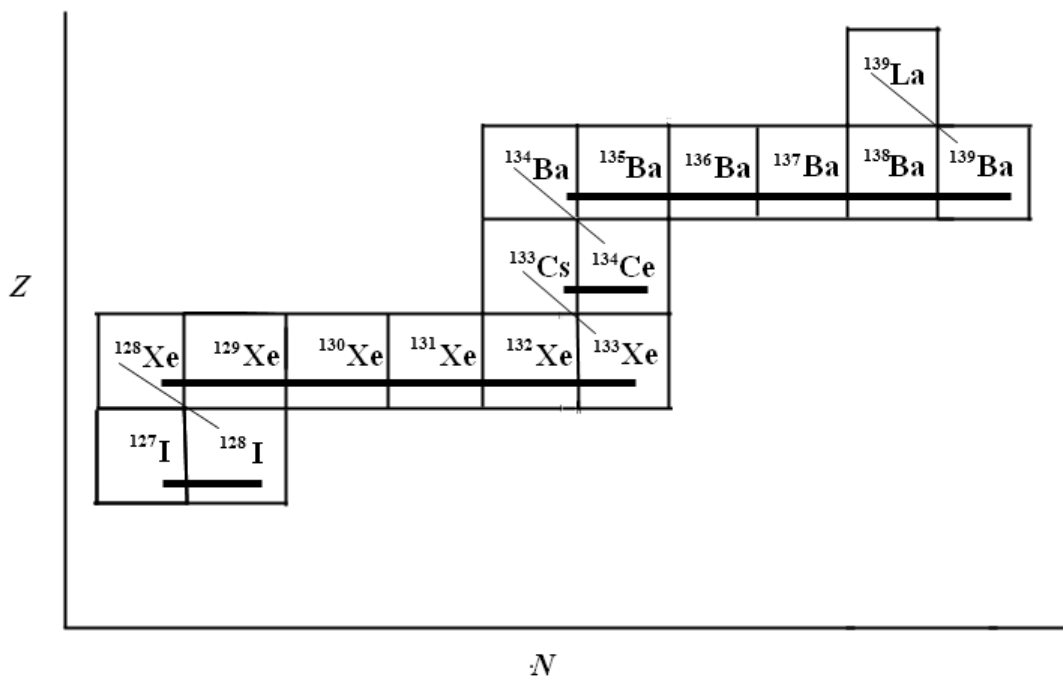 ¹³⁹La
¹³⁴Ba ¹³⁵Ba ¹³⁶Ba ¹³⁷Ba ¹³⁸Ba ¹³⁹Ba
¹³³Cs ¹³⁴Ce
Z
¹²⁸Xe ¹²⁹Xe ¹³⁰Xe ¹³¹Xe ¹³²Xe ¹³³Xe
¹²⁷I ¹²⁸I
N